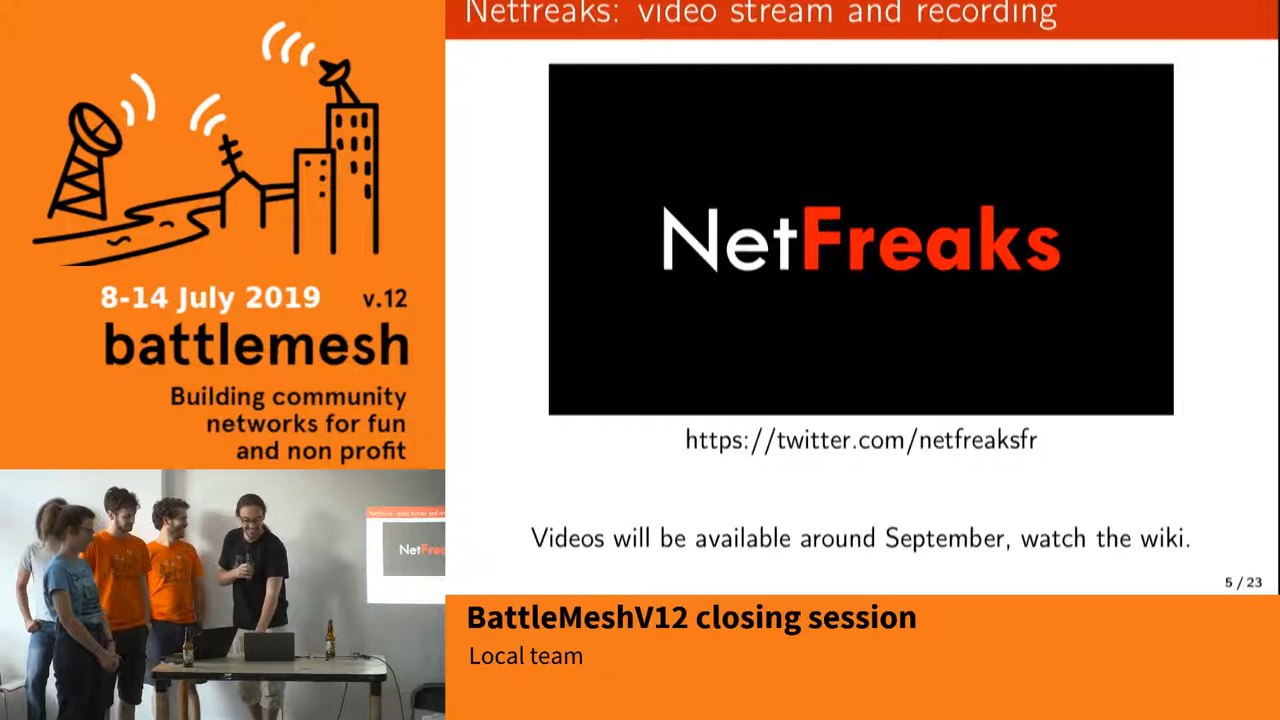 Netfreaks: video stream and recording
NetFreaks
https://twitter.com/netfreaksfr
Videos will be available around September, watch the wiki.
5 / 23
8-14 July 2019 v.12
battlemesh
Building community
networks for fun
and non profit
NetFrea
BattleMeshV12 closing session
Local team